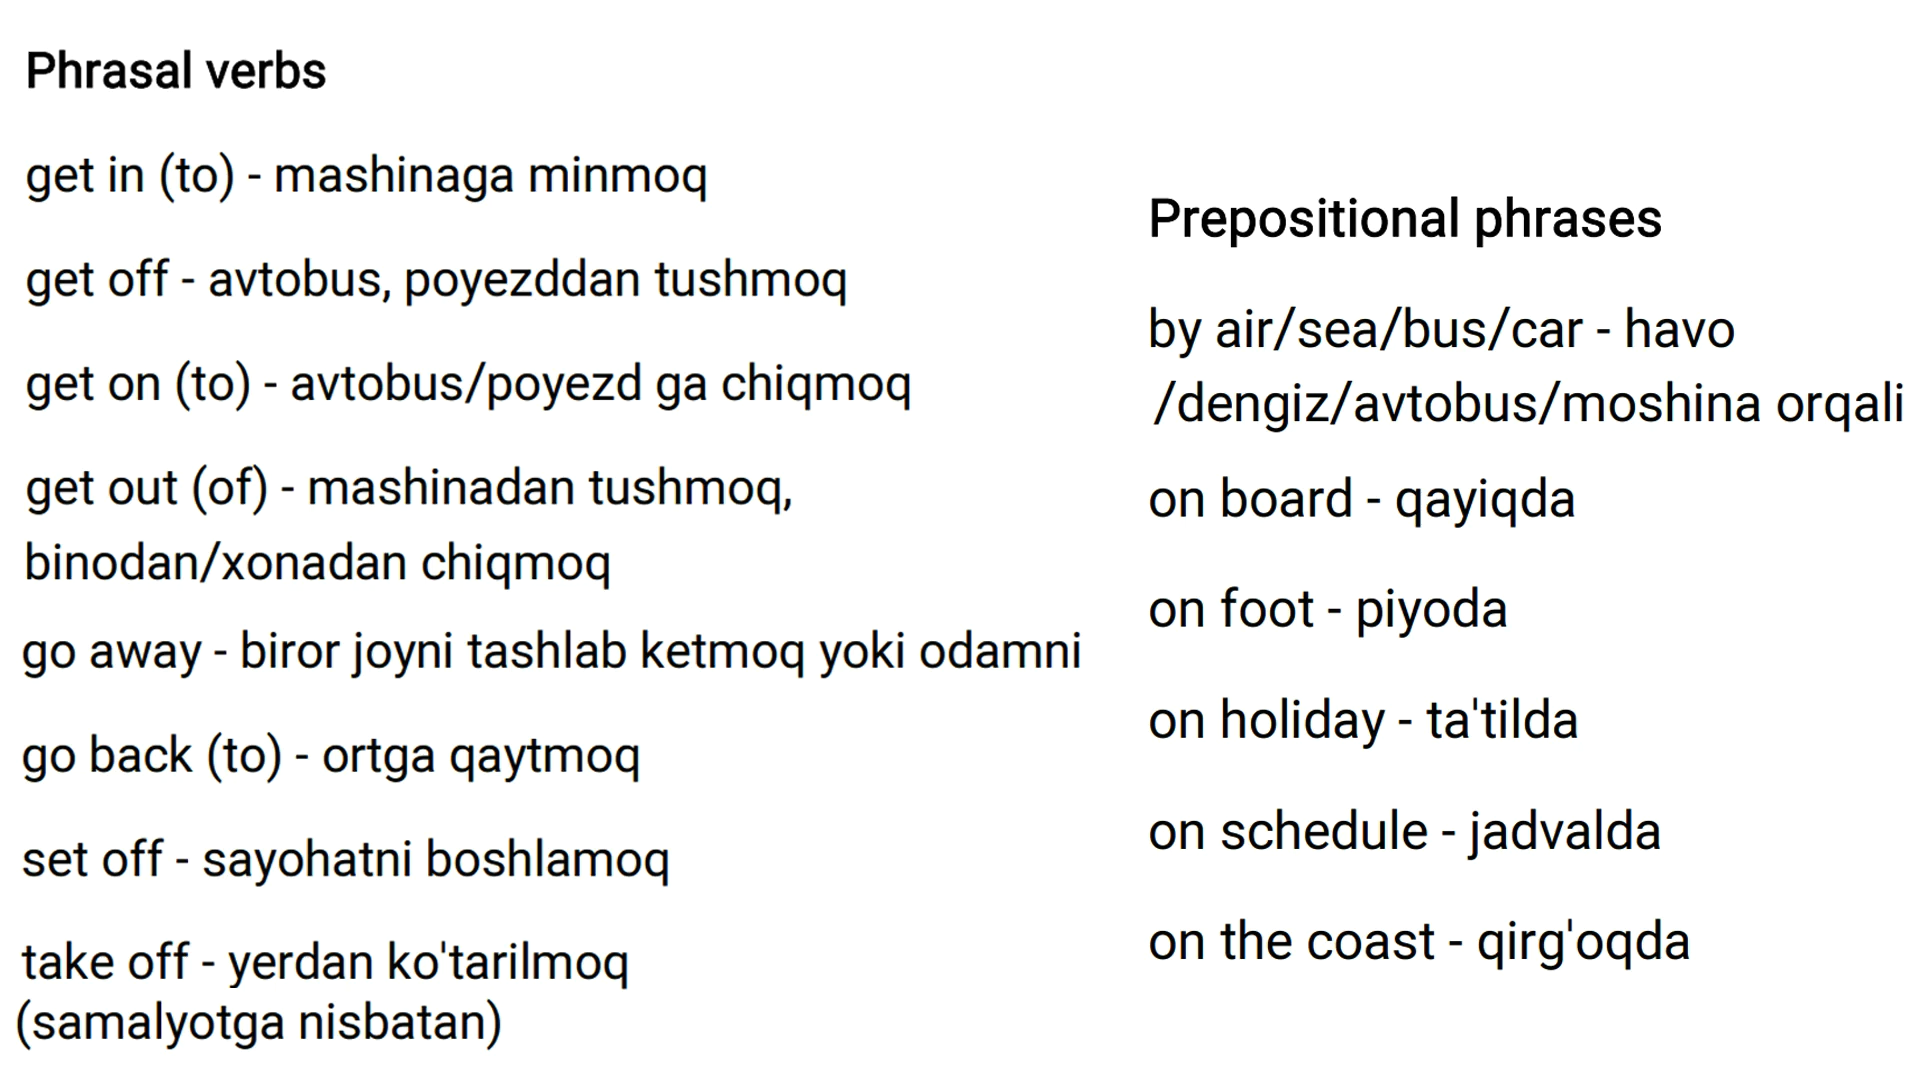 Phrasal verbs
get in (to) - mashinaga minmoq
get off - avtobus, poyezddan tushmoq
get on (to) - avtobus/poyezd ga chiqmoq
get out (of) - mashinadan tushmoq,
binodan/xonadan chiqmoq
go away - biror joyni tashlab ketmoq yoki odamni
go back (to) - ortga qaytmoq
set off - sayohatni boshlamoq
take off - yerdan ko'tarilmoq
(samalyotga nisbatan)
Prepositional phrases
by air/sea/bus/car - havo
/dengiz/avtobus/moshina orqali
on board - qayiqda
on foot - piyoda
on holiday - ta'tilda
on schedule - jadvalda
on the coast - qirg'oqda